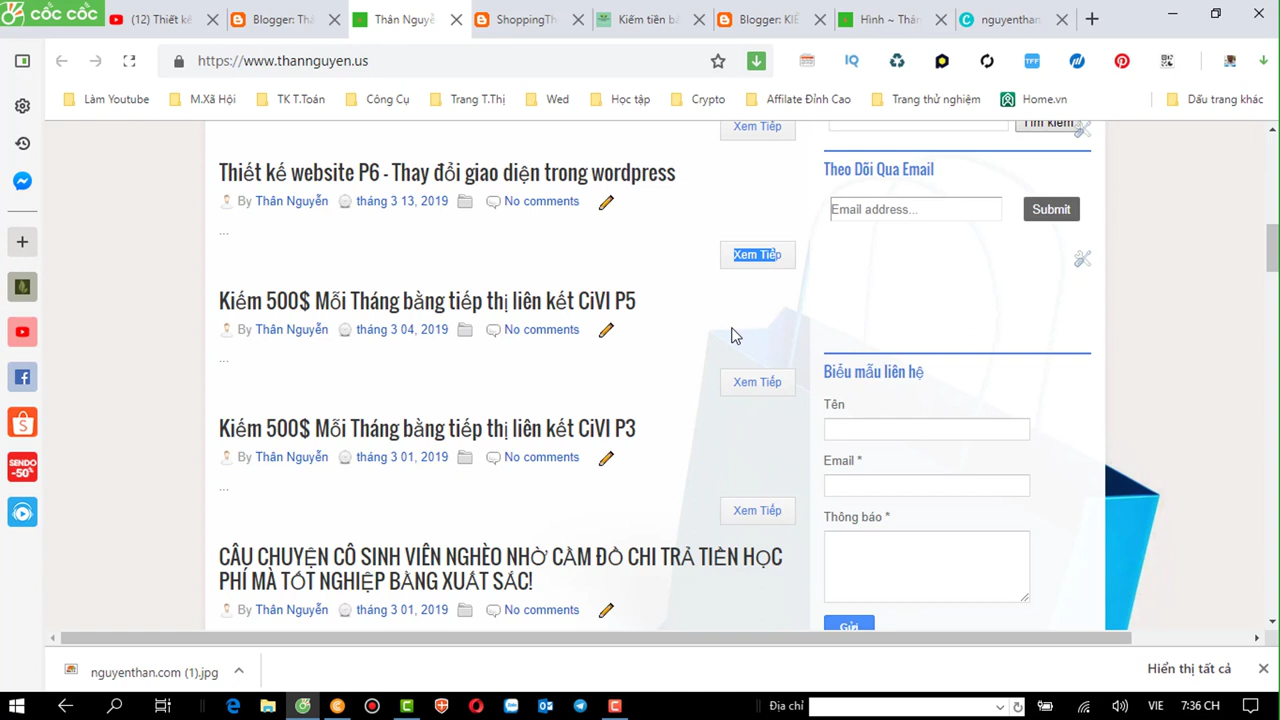 cốc cốc
(12) Thiết k
Blogger: Th
Thân Nguyễ
ShoppingTh
Kiếm tiền b
Blogger: KIẾ
Hình ~ Thân
nguyenthan
https://www.thannguyen.us
IQ
TFF
Làm Youtube
M.Xã Hội
TK T.Toán
Công Cụ
Trang T.Thị
Wed
Học tập
Crypto
Affilate Đỉnh Cao
Trang thử nghiệm
Home.vn
Dấu trang khác
Xem Tiếp
Tìm kiếm
Thiết kế website P6 - Thay đổi giao diện trong wordpress
By Thân Nguyễn tháng 3 13, 2019 No comments
...
Xem Tiếp
Kiếm 500$ Mỗi Tháng bằng tiếp thị liên kết CiVI P5
By Thân Nguyễn tháng 3 04, 2019 No comments
...
Xem Tiếp
Kiếm 500$ Mỗi Tháng bằng tiếp thị liên kết CiVI P3
By Thân Nguyễn tháng 3 01, 2019 No comments
...
Xem Tiếp
CÂU CHUYỆN CÔ SINH VIÊN NGHÈO NHỜ CẦM ĐỒ CHI TRẢ TIỀN HỌC
PHÍ MÀ TỐT NGHIỆP BẰNG XUẤT SẮC!
By Thân Nguyễn tháng 3 01, 2019 No comments
Theo Dõi Qua Email
Email address...
Submit
Biểu mẫu liên hệ
Tên
Email *
Thông báo *
Gửi
SENDO
-50%
nguyenthan.com (1).jpg
Hiển thị tất cả
Địa chỉ
VIE
7:36 CH